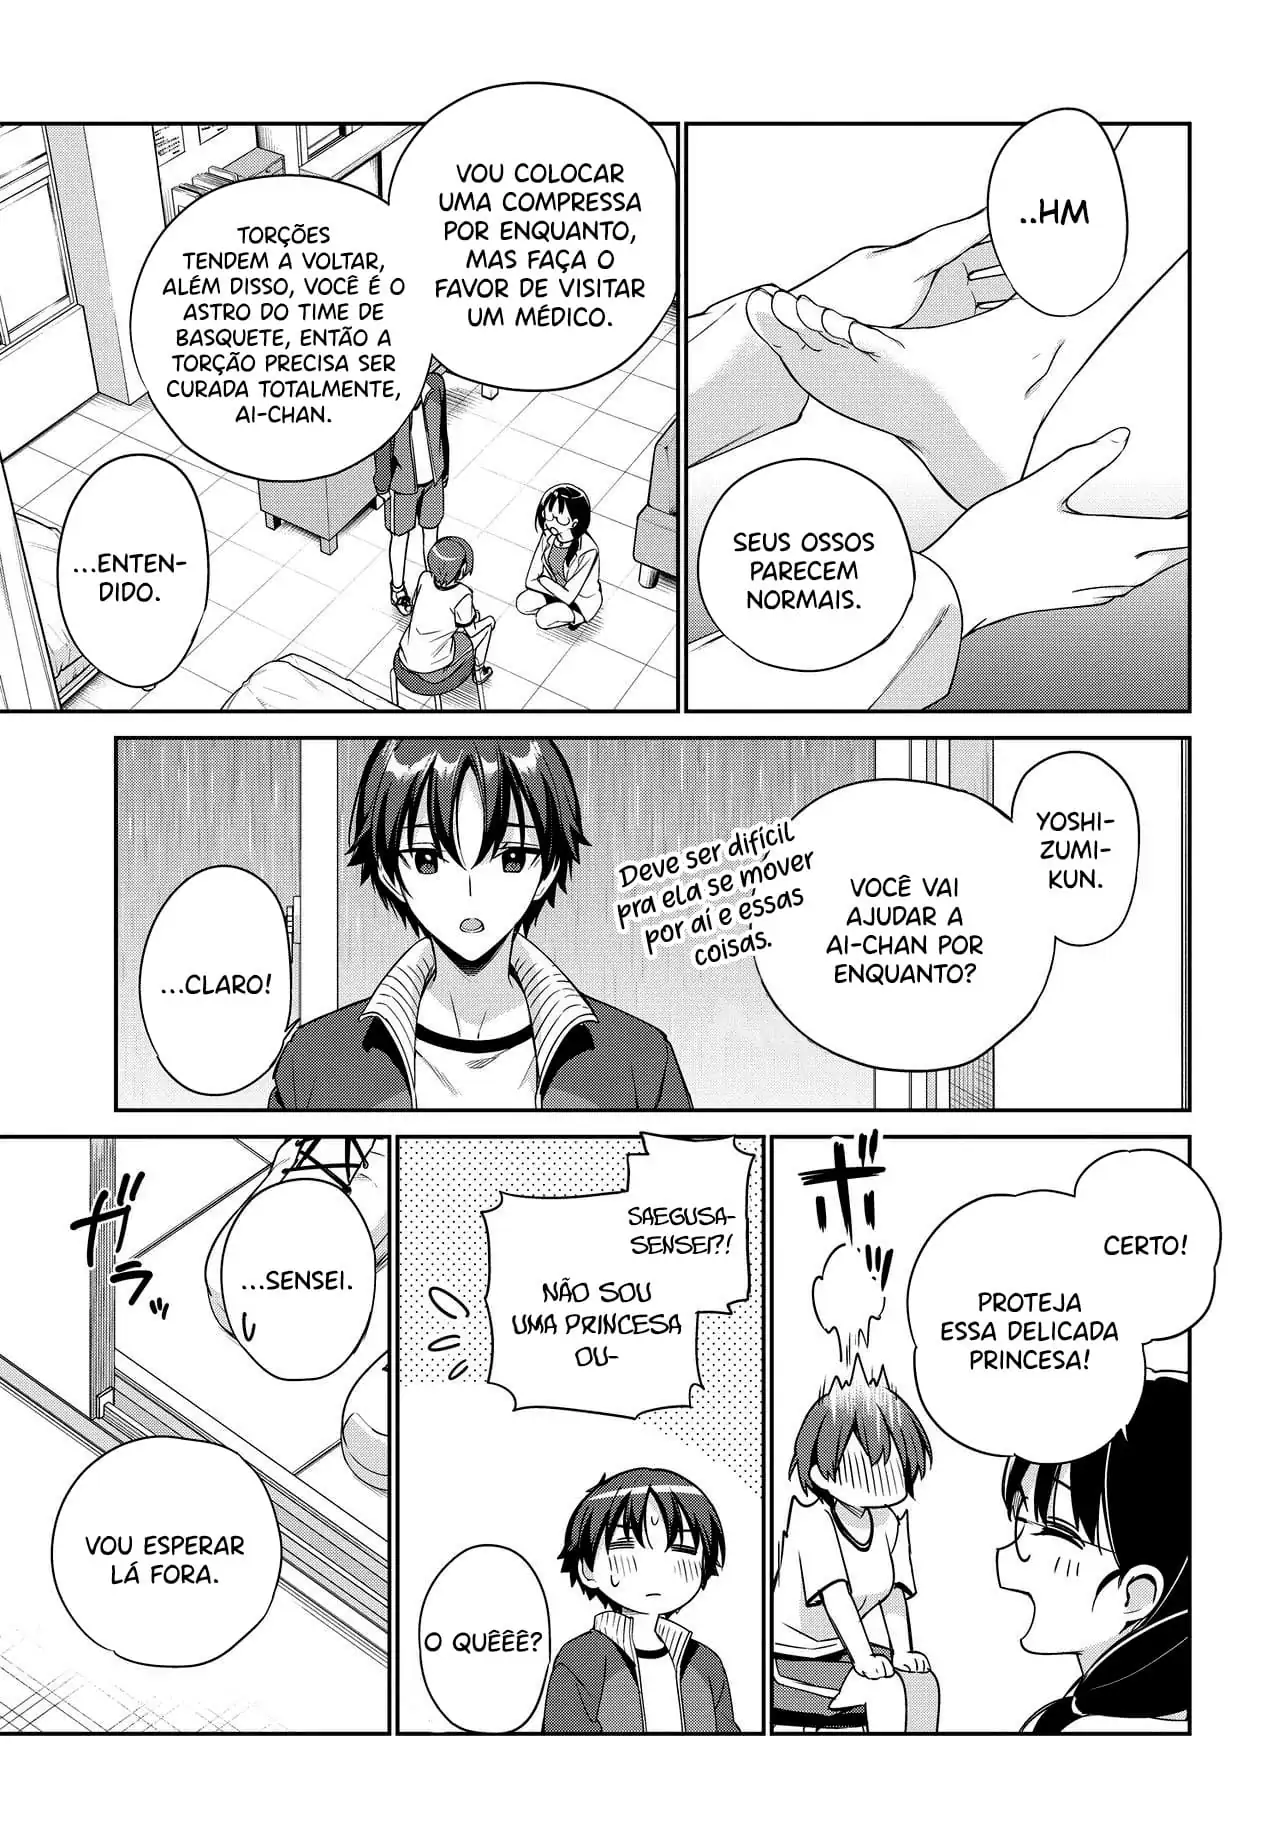 ..HM
SEUS OSSOS
PARECEM
NORMAIS.
VOU COLOCAR
UMA COMPRESSA
POR ENQUANTO,
MAS FAÇA O
FAVOR DE VISITAR
UM MÉDICO.
TORÇÕES
TENDEM A VOLTAR,
ALÉM DISSO, VOCÊ É O
ASTRO DO TIME DE
BASQUETE, ENTÃO A
TORÇÃO PRECISA SER
CURADA TOTALMENTE,
AI-CHAN.
...ENTEN-
DIDO.
YOSHI-
ZUMI-
KUN.
VOCÊ VAI
AJUDAR A
AI-CHAN POR
ENQUANTO?
Deve ser difícil
pra ela se mover
por aí e essas
coisas.
...CLARO!
CERTO!
PROTEJA
ESSA DELICADA
PRINCESA!
ボ
SAEGUSA-
SENSEI?!
NÃO SOU
UMA PRINCESA
OU-
O QUÊÊÊ?
...SENSEI.
ガラ
VOU ESPERAR
LÁ FORA.